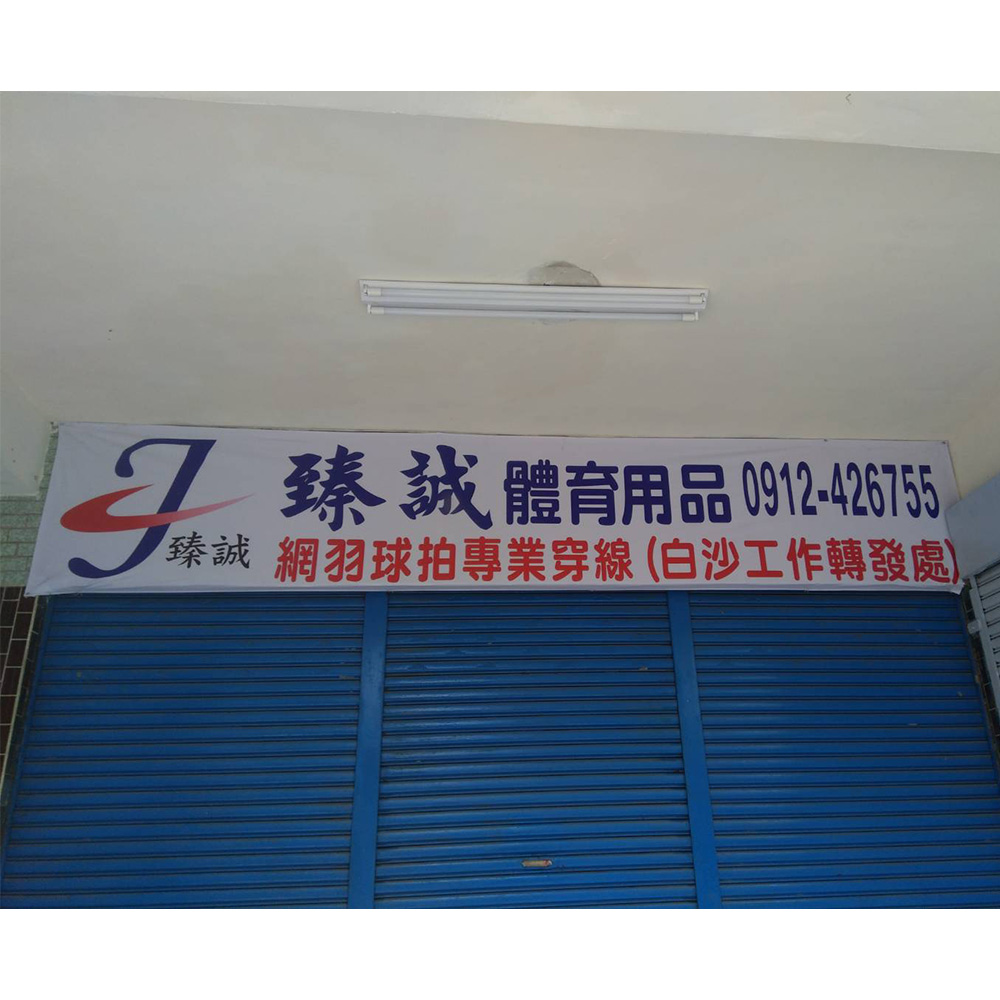 臻誠 體育用品 0912-426755
J 臻誠
網羽球拍專業穿線(白沙工作轉發處)